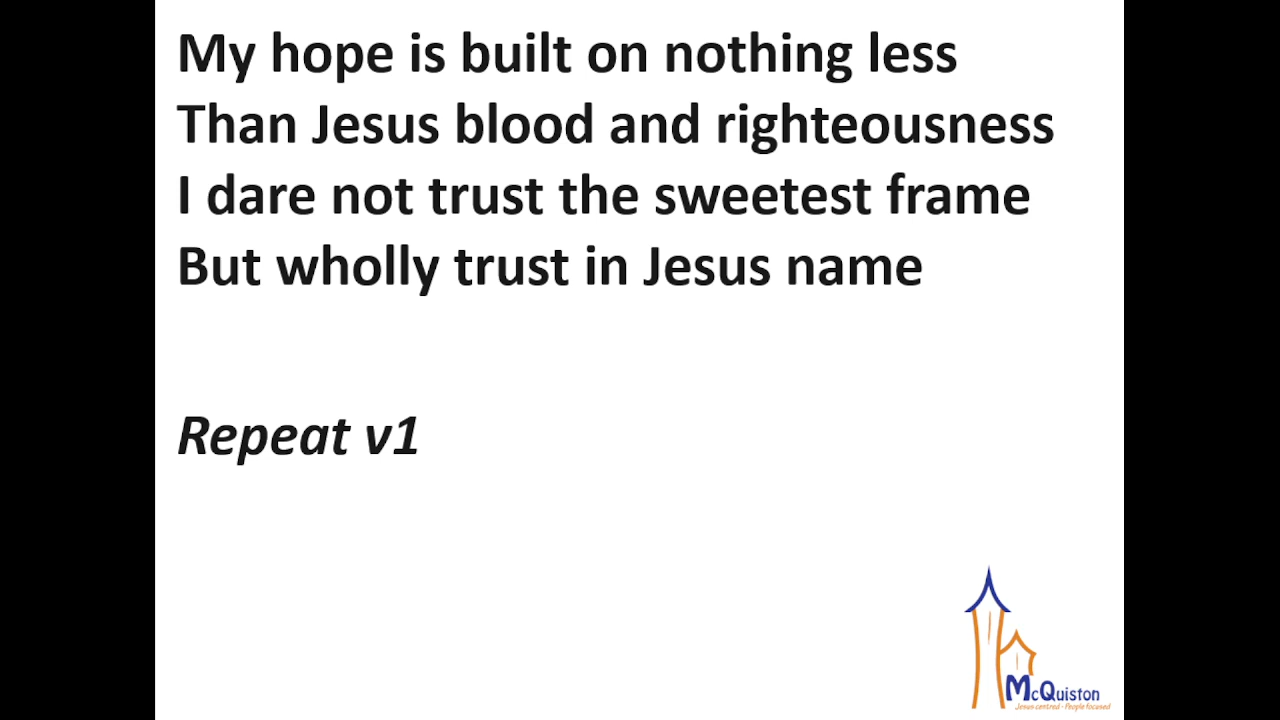 My hope is built on nothing less
Than Jesus blood and righteousness
I dare not trust the sweetest frame
But wholly trust in Jesus name
Repeat v1
McQuiston
Jesus centred - People focused